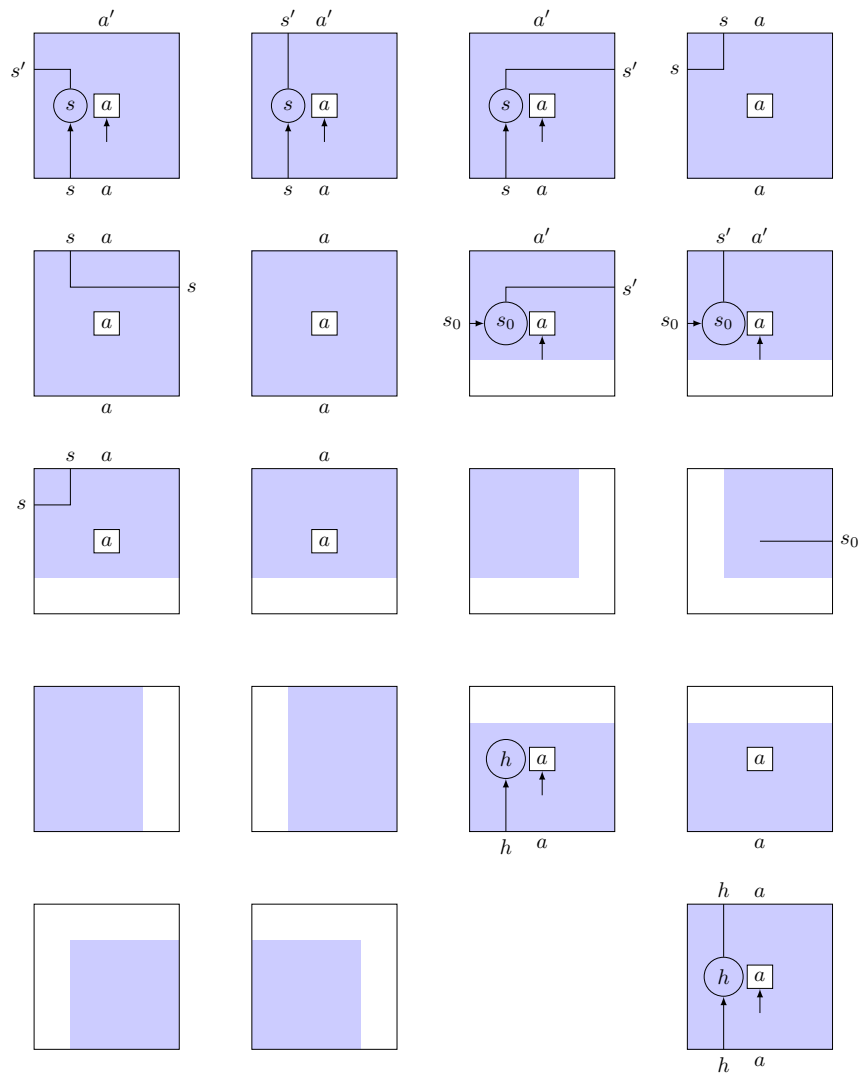 a′ s′ a′ a′ s a
s′ s′ s
s a s a s a a
s a s a s a a
s a a a′ s′ a′
s s′
a a s₀ s₀ a s₀ s₀ a
a a
s a a
s
a a s₀
h a a
h a a
h a
h a
h a